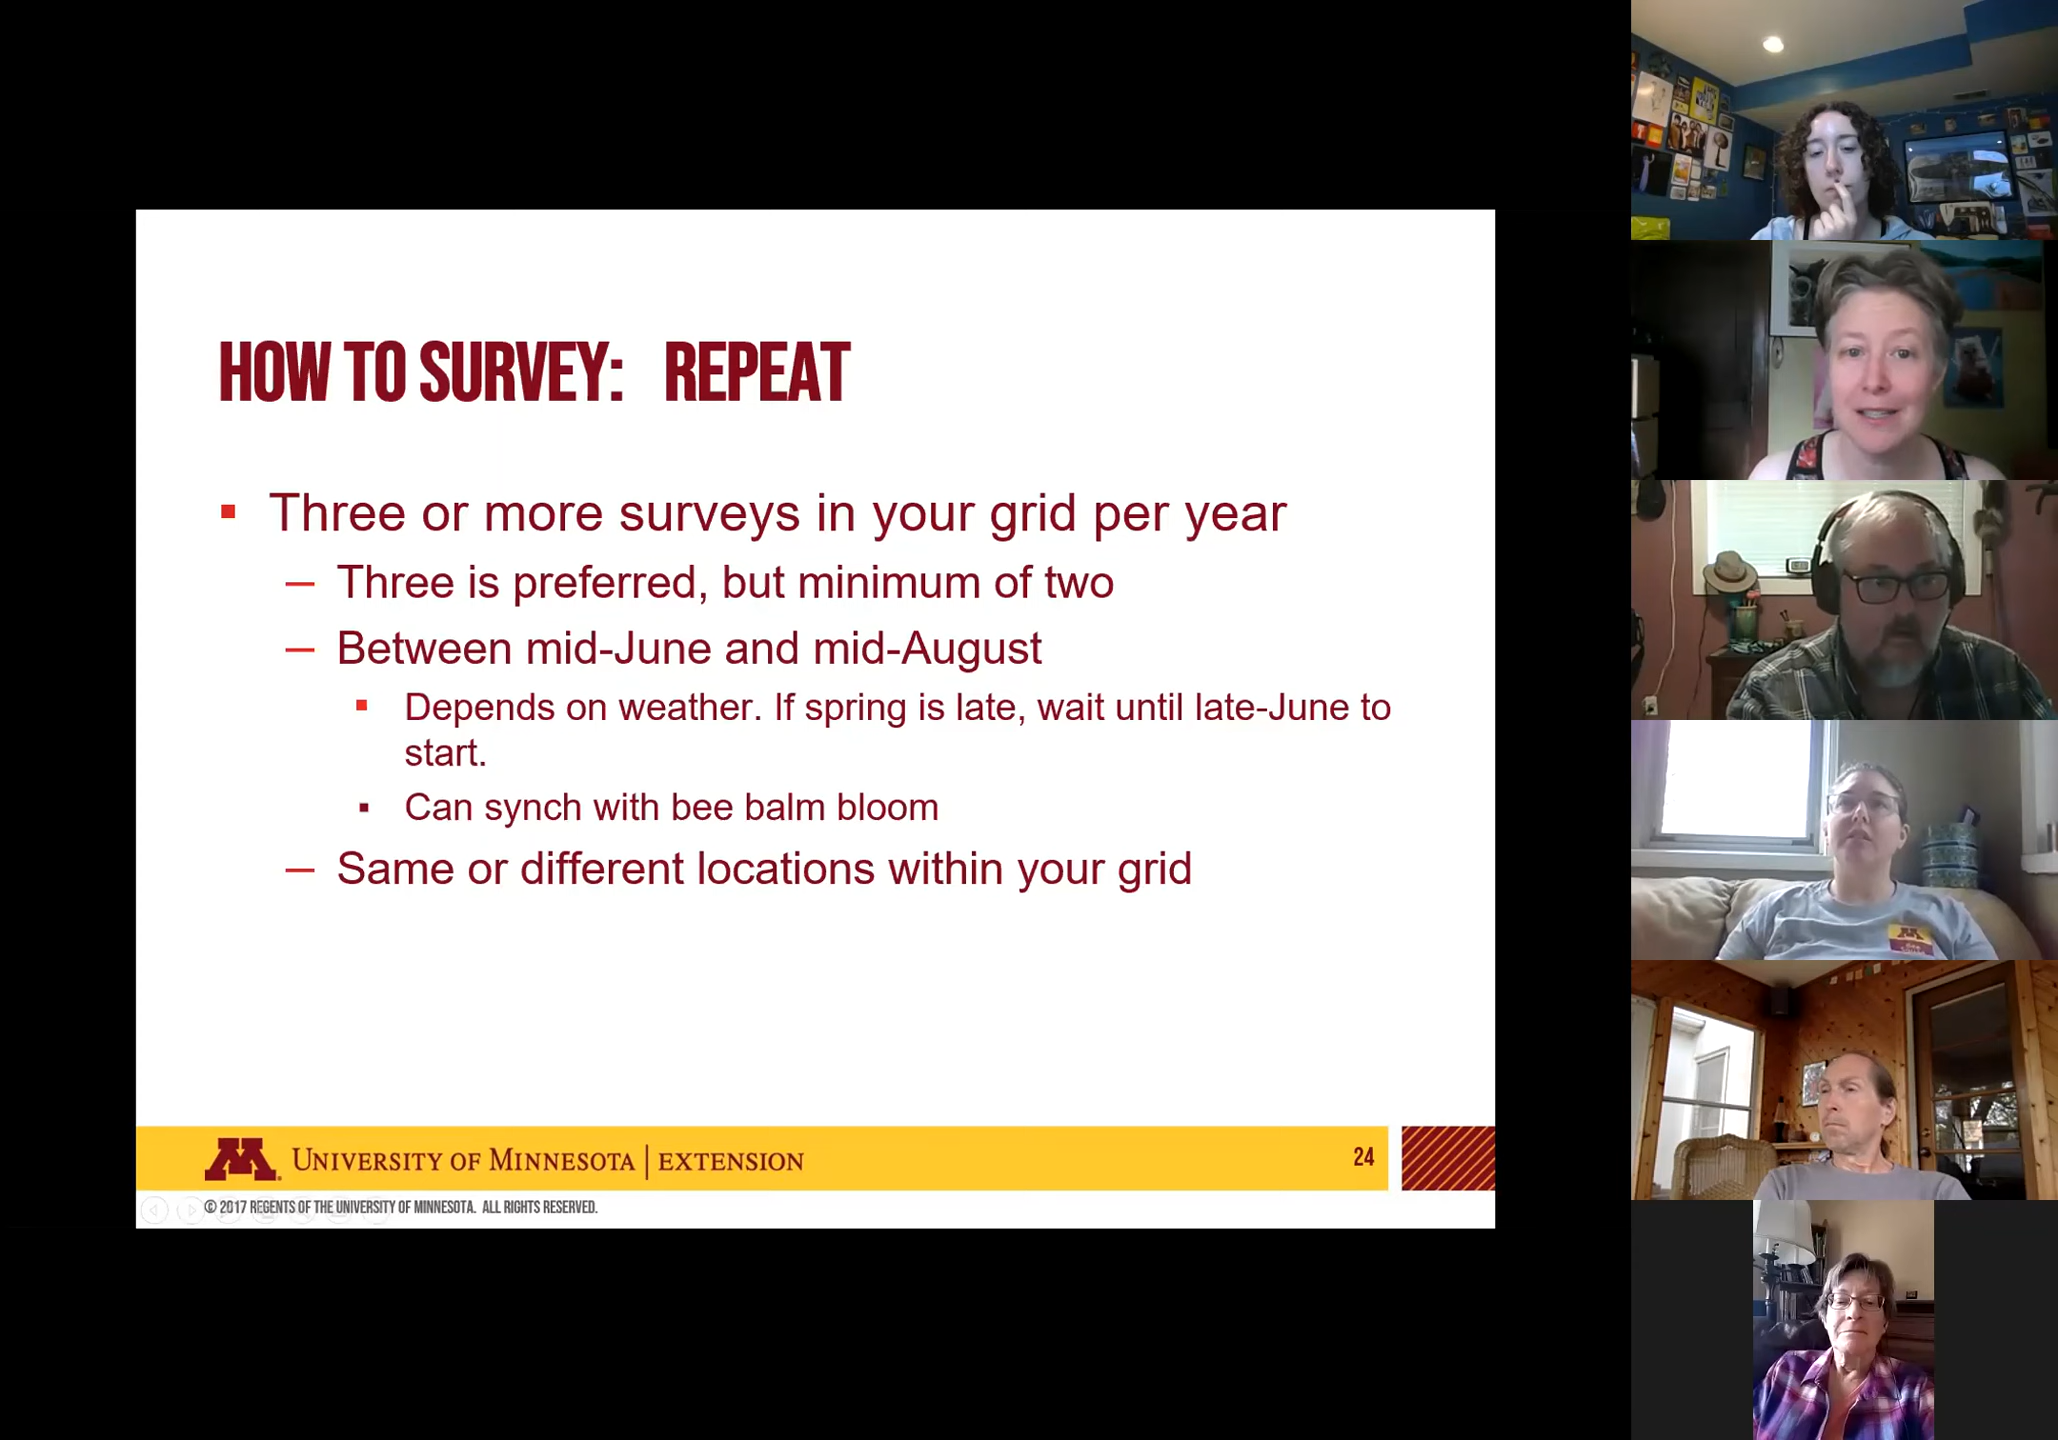 HOW TO SURVEY: REPEAT
▪ Three or more surveys in your grid per year
– Three is preferred, but minimum of two
– Between mid-June and mid-August
▪ Depends on weather. If spring is late, wait until late-June to
start.
▪ Can synch with bee balm bloom
– Same or different locations within your grid
M UNIVERSITY OF MINNESOTA | EXTENSION
24
© 2017 REGENTS OF THE UNIVERSITY OF MINNESOTA. ALL RIGHTS RESERVED.